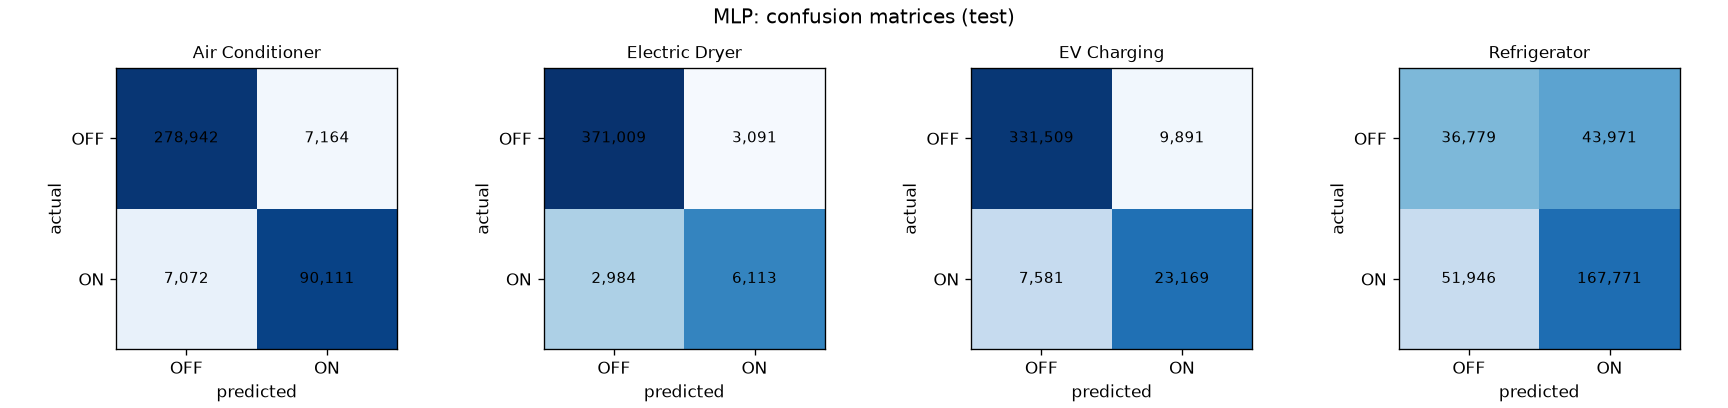 MLP: confusion matrices (test)
Air Conditioner
OFF
278,942
7,164
ON
7,072
90,111
actual
OFF
ON
predicted
Electric Dryer
OFF
371,009
3,091
ON
2,984
6,113
actual
OFF
ON
predicted
EV Charging
OFF
331,509
9,891
ON
7,581
23,169
actual
OFF
ON
predicted
Refrigerator
OFF
36,779
43,971
ON
51,946
167,771
actual
OFF
ON
predicted